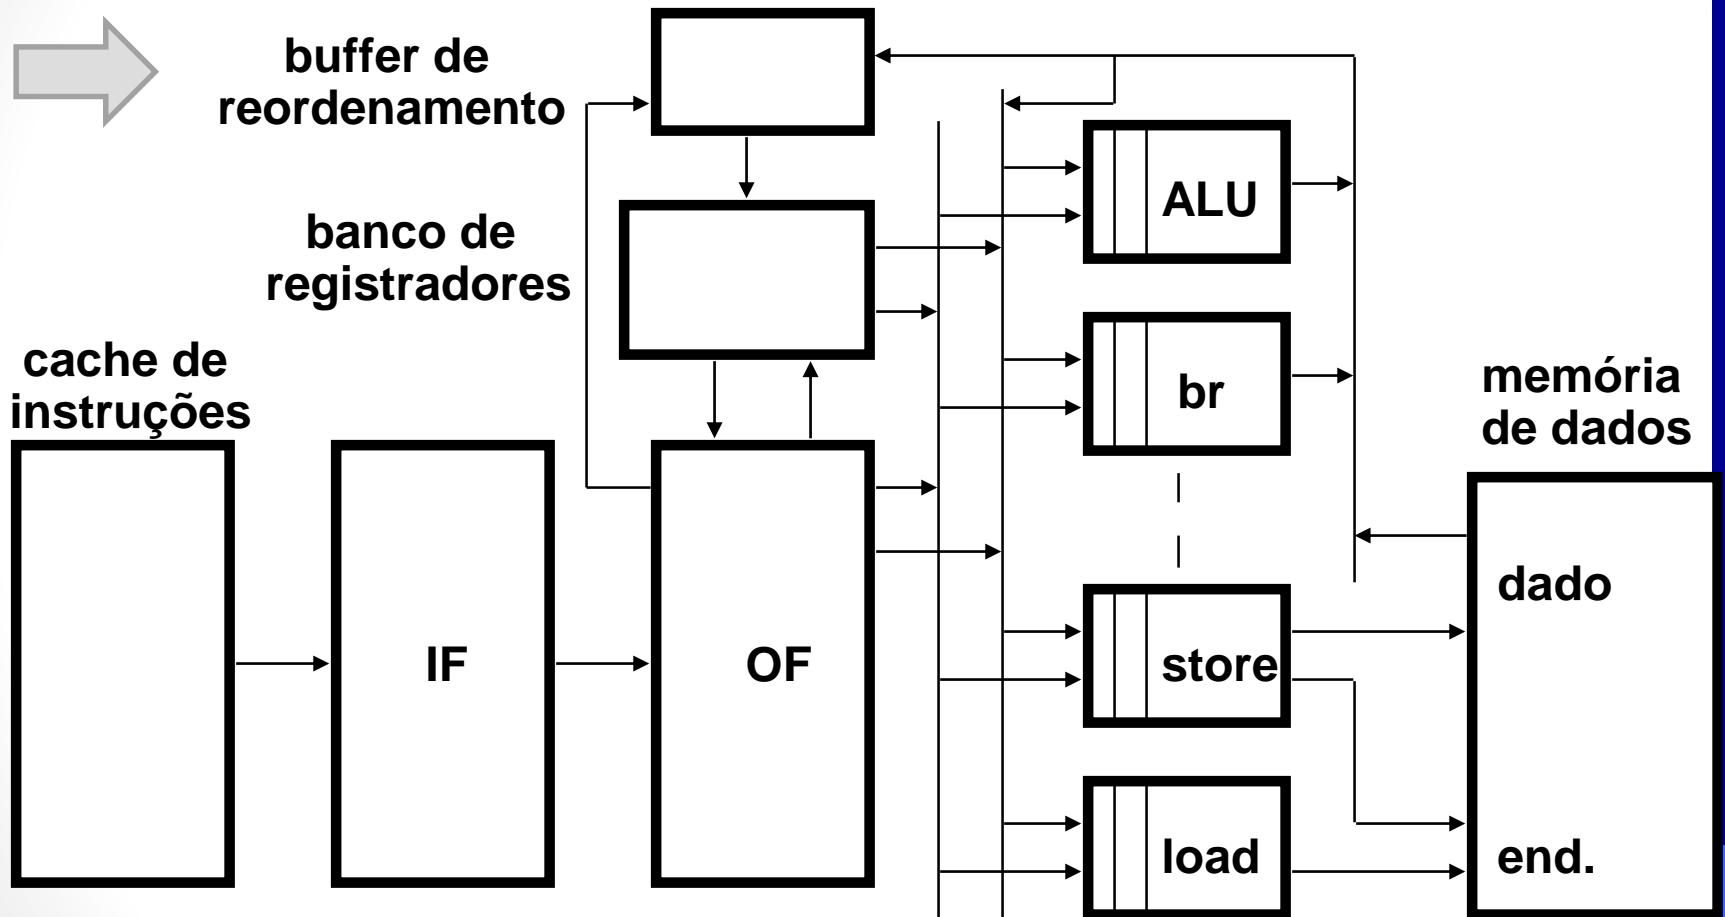 buffer de
reordenamento
banco de
registradores
cache de
instruções
IF
OF
ALU
br
store
load
memória
de dados
dado
end.